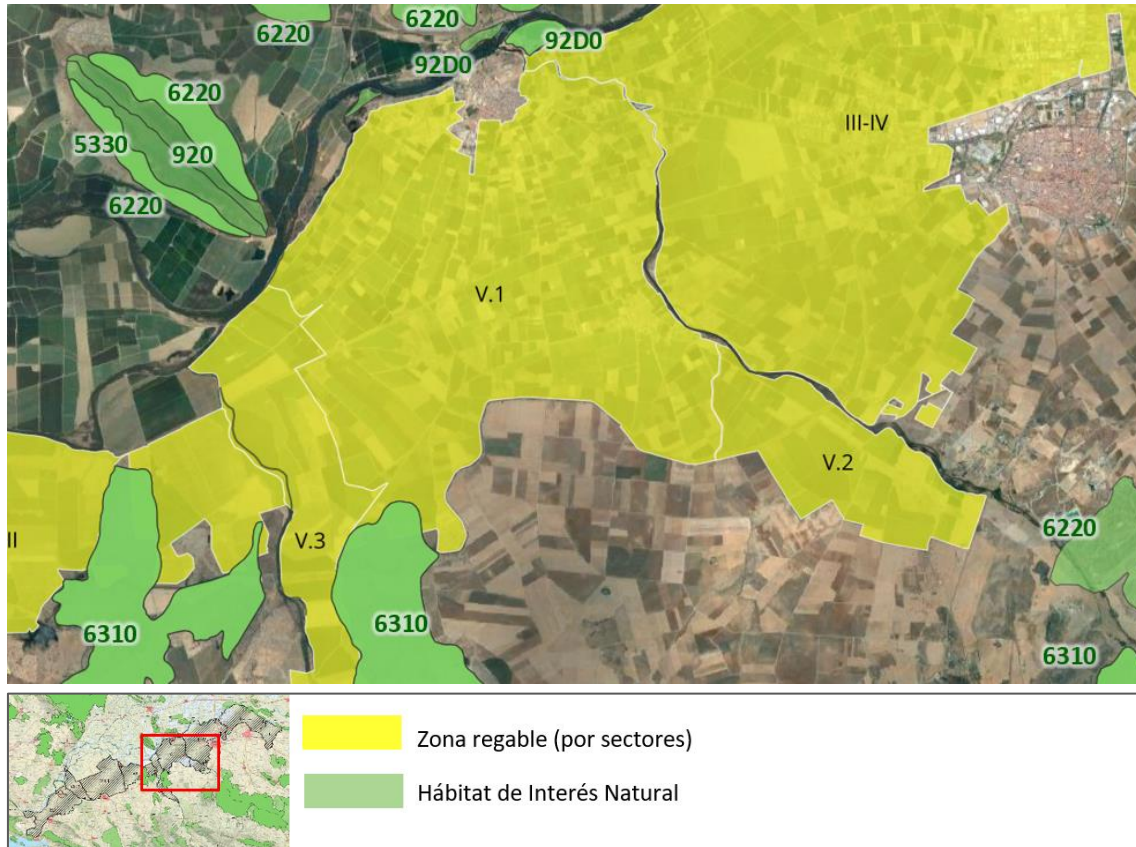 6220
6220
92D0
92D0
6220
5330
920
6220
III-IV
V.1
V.2
II
V.3
6220
6310
6310
6310
Zona regable (por sectores)
Hábitat de Interés Natural